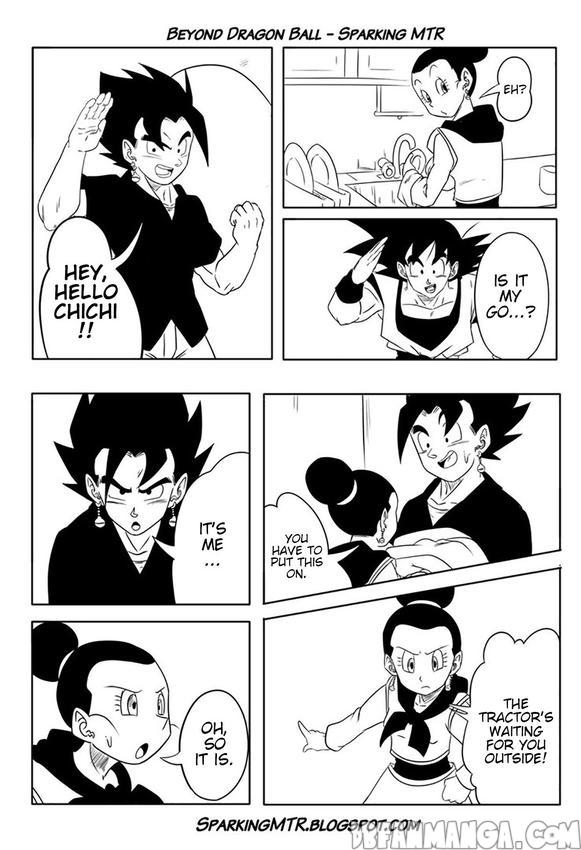 BEYOND DRAGON BALL - SPARKING MTR
HEY,
HELLO
CHICHI
!!
EH?
IS IT
MY
GO...?
IT'S
ME
...
YOU
HAVE TO
PUT THIS
ON.
OH,
SO
IT IS.
THE
TRACTOR'S
WAITING
FOR YOU
OUTSIDE!
SPARKINGMTR.BLOGSPOT.COM
DBFANMANGA.COM